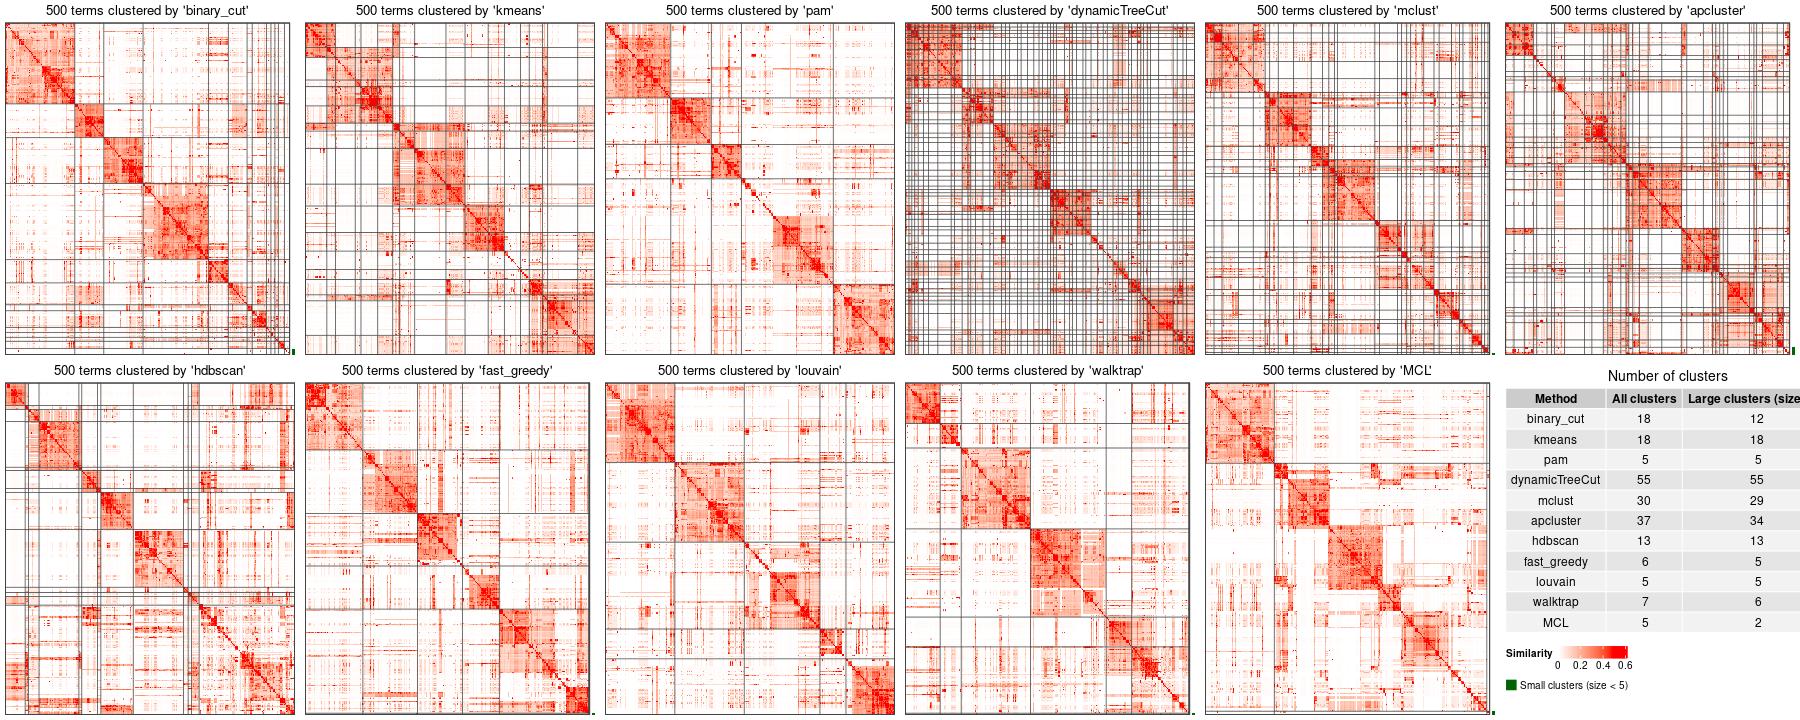 500 terms clustered by 'binary_cut'
500 terms clustered by 'kmeans'
500 terms clustered by 'pam'
500 terms clustered by 'dynamicTreeCut'
500 terms clustered by 'mclust'
500 terms clustered by 'apcluster'
500 terms clustered by 'hdbscan'
500 terms clustered by 'fast_greedy'
500 terms clustered by 'louvain'
500 terms clustered by 'walktrap'
500 terms clustered by 'MCL'
Number of clusters
Method All clusters Large clusters (size
binary_cut 18 12
kmeans 18 18
pam 5 5
dynamicTreeCut 55 55
mclust 30 29
apcluster 37 34
hdbscan 13 13
fast_greedy 6 5
louvain 5 5
walktrap 7 6
MCL 5 2
Similarity
0 0.2 0.4 0.6
Small clusters (size < 5)